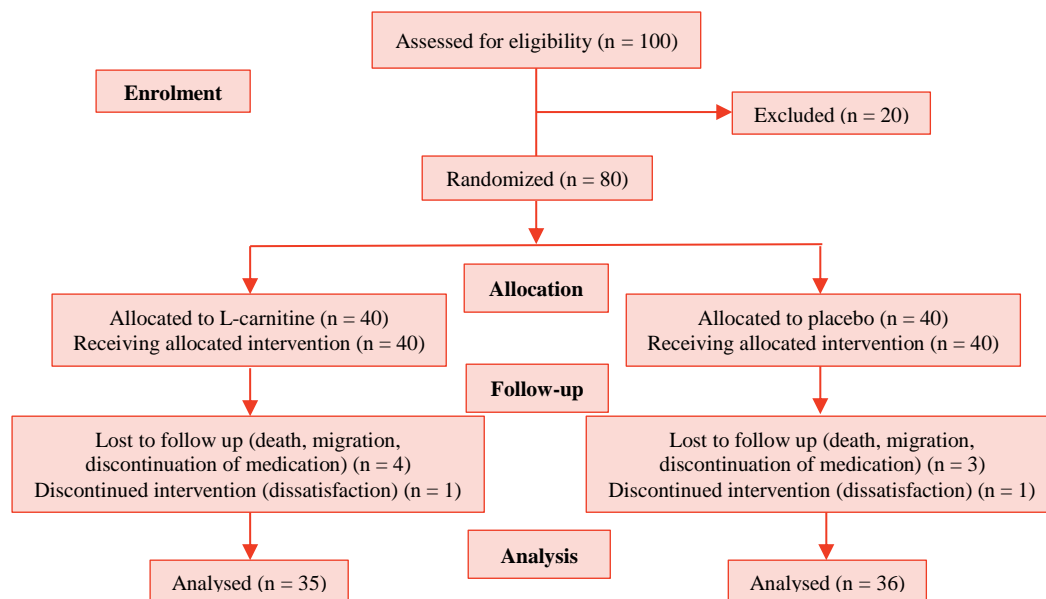 Assessed for eligibility (n = 100)
Enrolment
Excluded (n = 20)
Randomized (n = 80)
Allocation
Allocated to L-carnitine (n = 40)
Receiving allocated intervention (n = 40)
Allocated to placebo (n = 40)
Receiving allocated intervention (n = 40)
Follow-up
Lost to follow up (death, migration,
discontinuation of medication) (n = 4)
Discontinued intervention (dissatisfaction) (n = 1)
Lost to follow up (death, migration,
discontinuation of medication) (n = 3)
Discontinued intervention (dissatisfaction) (n = 1)
Analysis
Analysed (n = 35)
Analysed (n = 36)